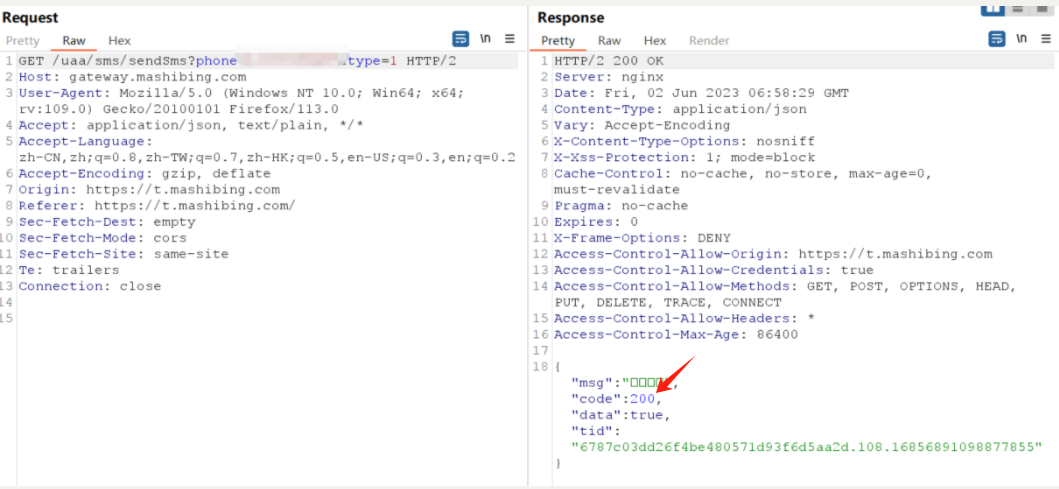 Request
Pretty Raw Hex
\n
1 GET /uaa/sms/sendSms?phone type=1 HTTP/2
2 Host: gateway.mashibing.com
3 User-Agent: Mozilla/5.0 (Windows NT 10.0; Win64; x64;
rv:109.0) Gecko/20100101 Firefox/113.0
4 Accept: application/json, text/plain, */*
5 Accept-Language:
zh-CN,zh;q=0.8,zh-TW;q=0.7,zh-HK;q=0.5,en-US;q=0.3,en;q=0.2
6 Accept-Encoding: gzip, deflate
7 Origin: https://t.mashibing.com
8 Referer: https://t.mashibing.com/
9 Sec-Fetch-Dest: empty
10 Sec-Fetch-Mode: cors
11 Sec-Fetch-Site: same-site
12 Te: trailers
13 Connection: close
14
15
Response
Pretty Raw Hex Render
\n
1 HTTP/2 200 OK
2 Server: nginx
3 Date: Fri, 02 Jun 2023 06:58:29 GMT
4 Content-Type: application/json
5 Vary: Accept-Encoding
6 X-Content-Type-Options: nosniff
7 X-Xss-Protection: 1; mode=block
8 Cache-Control: no-cache, no-store, max-age=0,
must-revalidate
9 Pragma: no-cache
10 Expires: 0
11 X-Frame-Options: DENY
12 Access-Control-Allow-Origin: https://t.mashibing.com
13 Access-Control-Allow-Credentials: true
14 Access-Control-Allow-Methods: GET, POST, OPTIONS, HEAD,
PUT, DELETE, TRACE, CONNECT
15 Access-Control-Allow-Headers: *
16 Access-Control-Max-Age: 86400
17
18 {
"msg":"□□□□",
"code":200,
"data":true,
"tid":
"6787c03dd26f4be480571d93f6d5aa2d.108.16856891098877855"
}